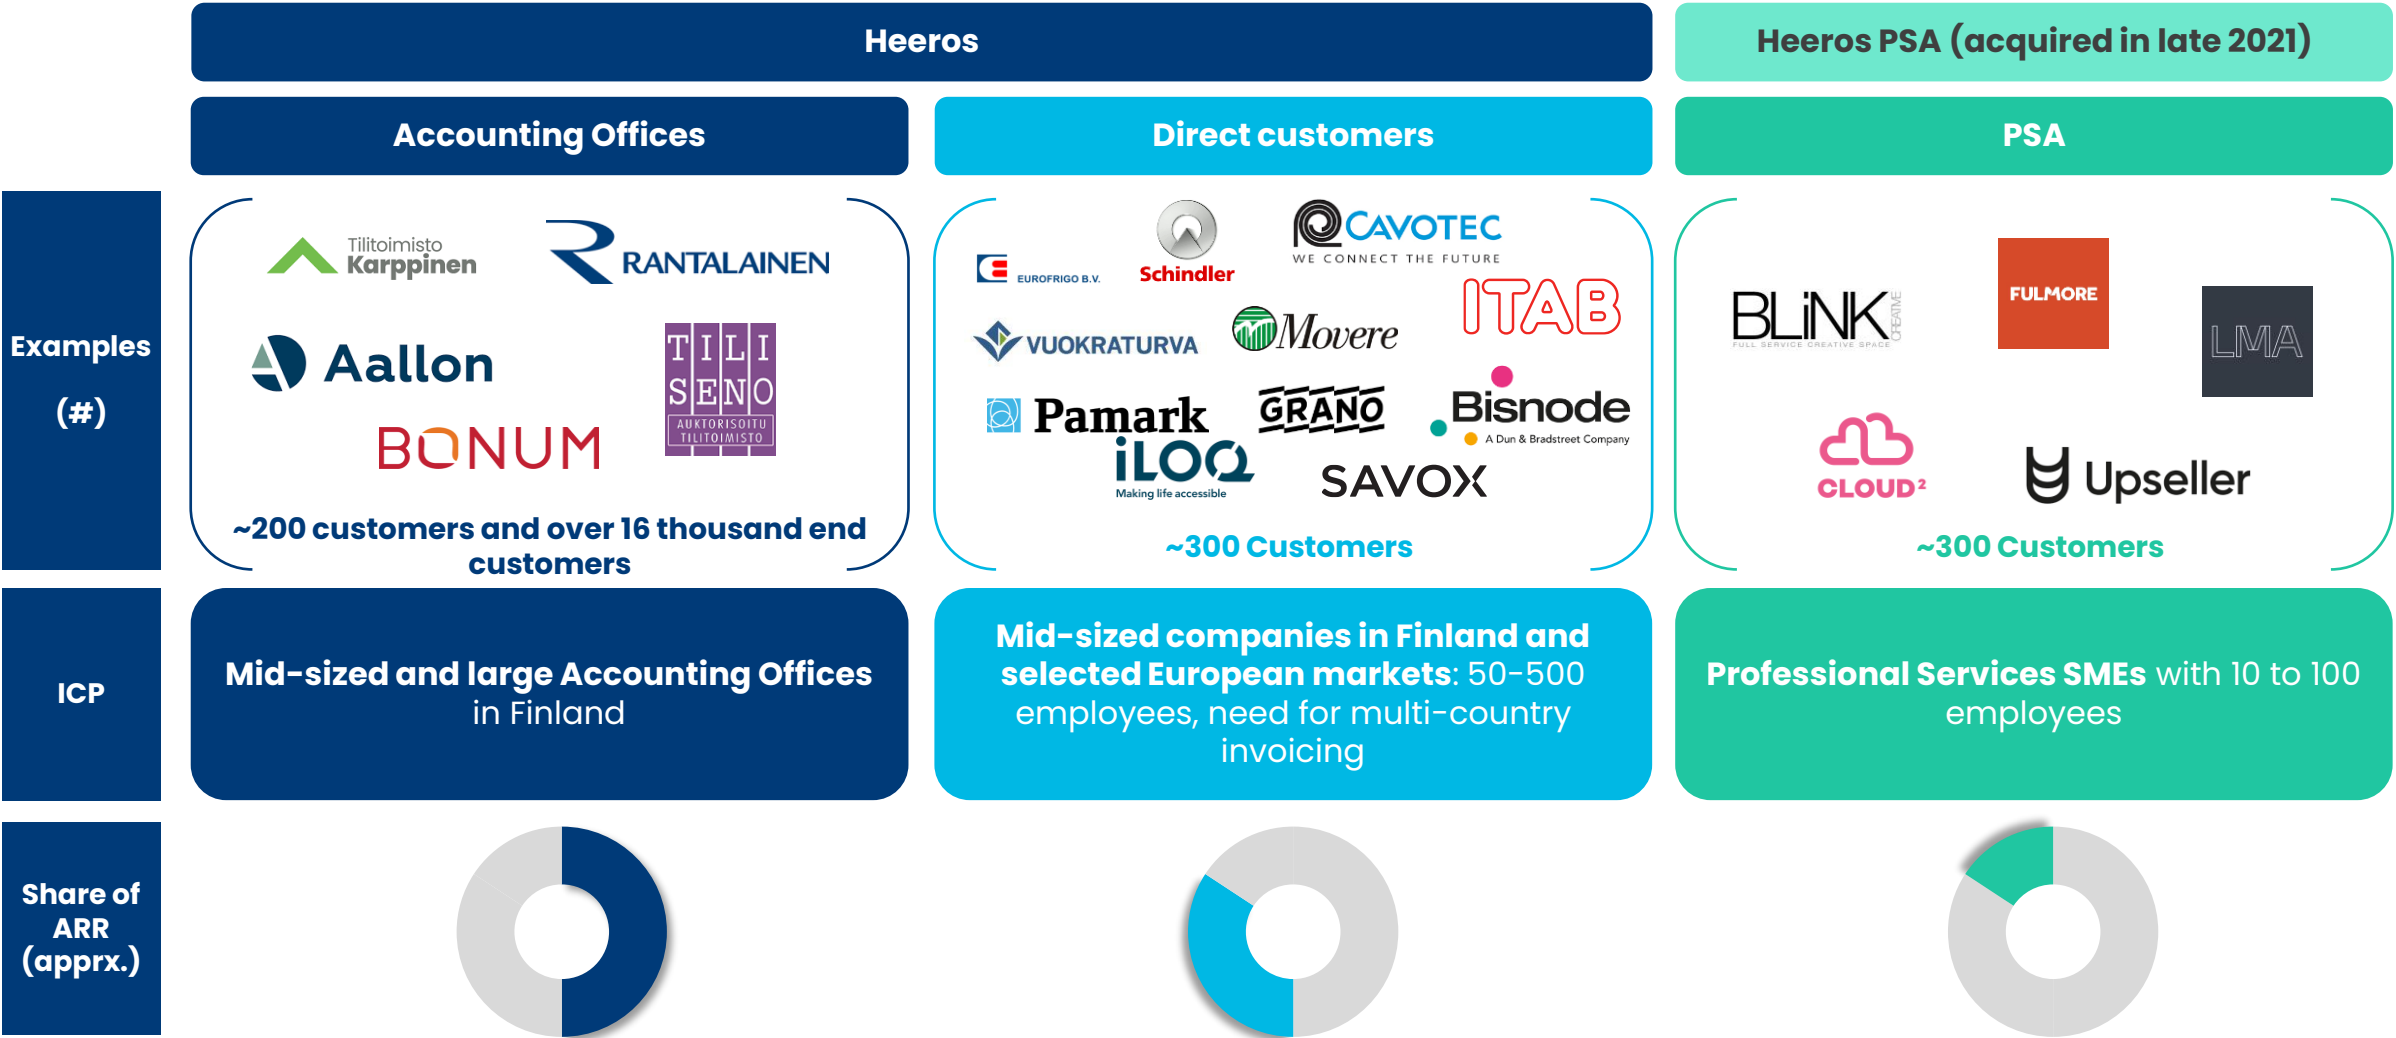 Heeros
Heeros PSA (acquired in late 2021)
Accounting Offices
Direct customers
PSA
Examples
(#)
Tilitoimisto
Karppinen
RANTALAINEN
Aallon
TILI
SENO
AUKTORISOITU
TILITOIMISTO
BONUM
~200 customers and over 16 thousand end
customers
EUROFRIGO B.V.
Schindler
CAVOTEC
WE CONNECT THE FUTURE
ITAB
VUOKRATURVA
Movere
Pamark
GRANO
Bisnode
A Dun & Bradstreet Company
iLOQ
Making life accessible
SAVOX
~300 Customers
BLiNK
CREATIVE
FULL SERVICE CREATIVE SPACE
FULMORE
LMA
CLOUD²
Upseller
~300 Customers
ICP
Mid-sized and large Accounting Offices
in Finland
Mid-sized companies in Finland and
selected European markets: 50-500
employees, need for multi-country
invoicing
Professional Services SMEs with 10 to 100
employees
Share of
ARR
(apprx.)